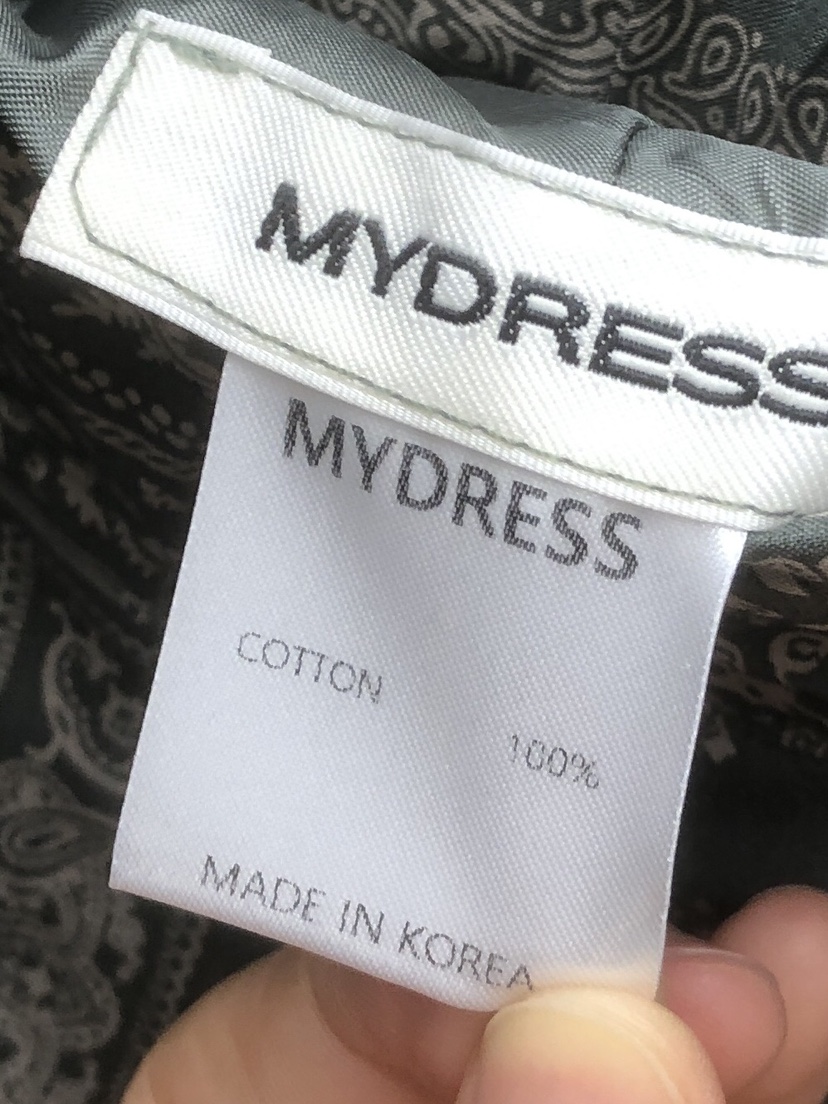 MYDRESS
MYDRESS
COTTON
100%
MADE IN KOREA